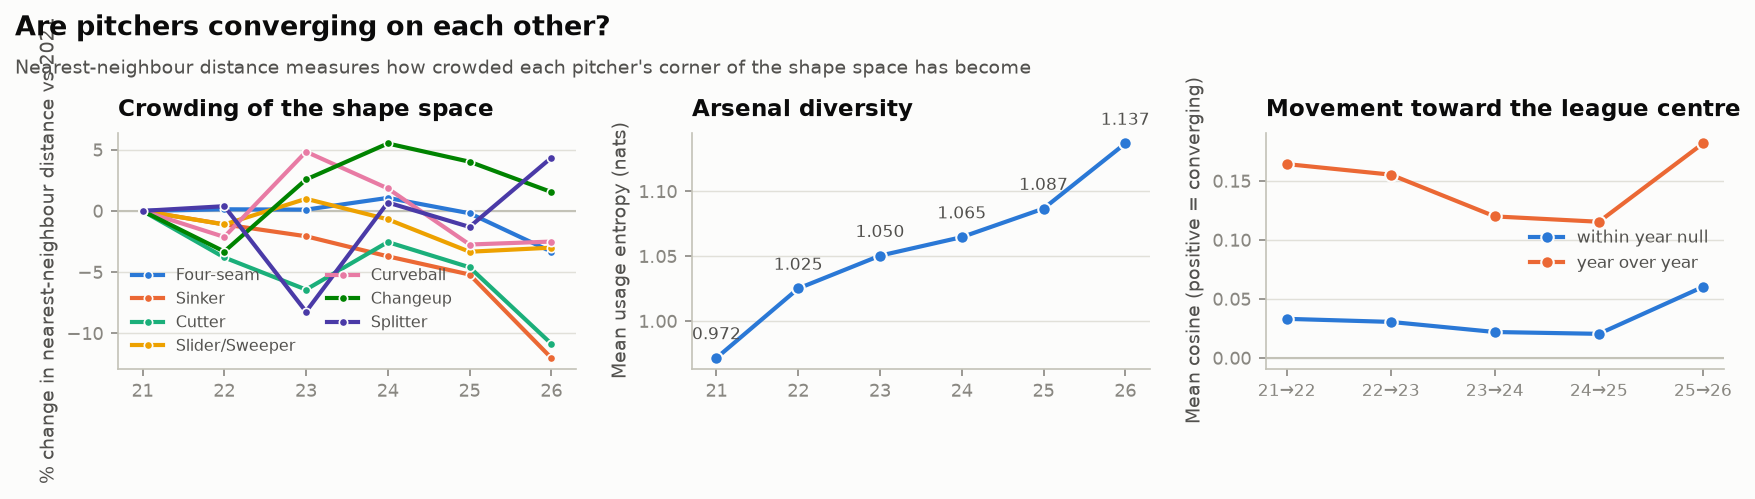 Are pitchers converging on each other?
Nearest-neighbour distance measures how crowded each pitcher's corner of the shape space has become
Crowding of the shape space
% change in nearest-neighbour distance vs 2021
5
0
−5
−10
Four-seam
Sinker
Cutter
Slider/Sweeper
Curveball
Changeup
Splitter
21 22 23 24 25 26
Arsenal diversity
Mean usage entropy (nats)
1.10
1.05
1.00
0.972
1.025
1.050
1.065
1.087
1.137
21 22 23 24 25 26
Movement toward the league centre
Mean cosine (positive = converging)
0.15
0.10
0.05
0.00
within year null
year over year
21→22 22→23 23→24 24→25 25→26